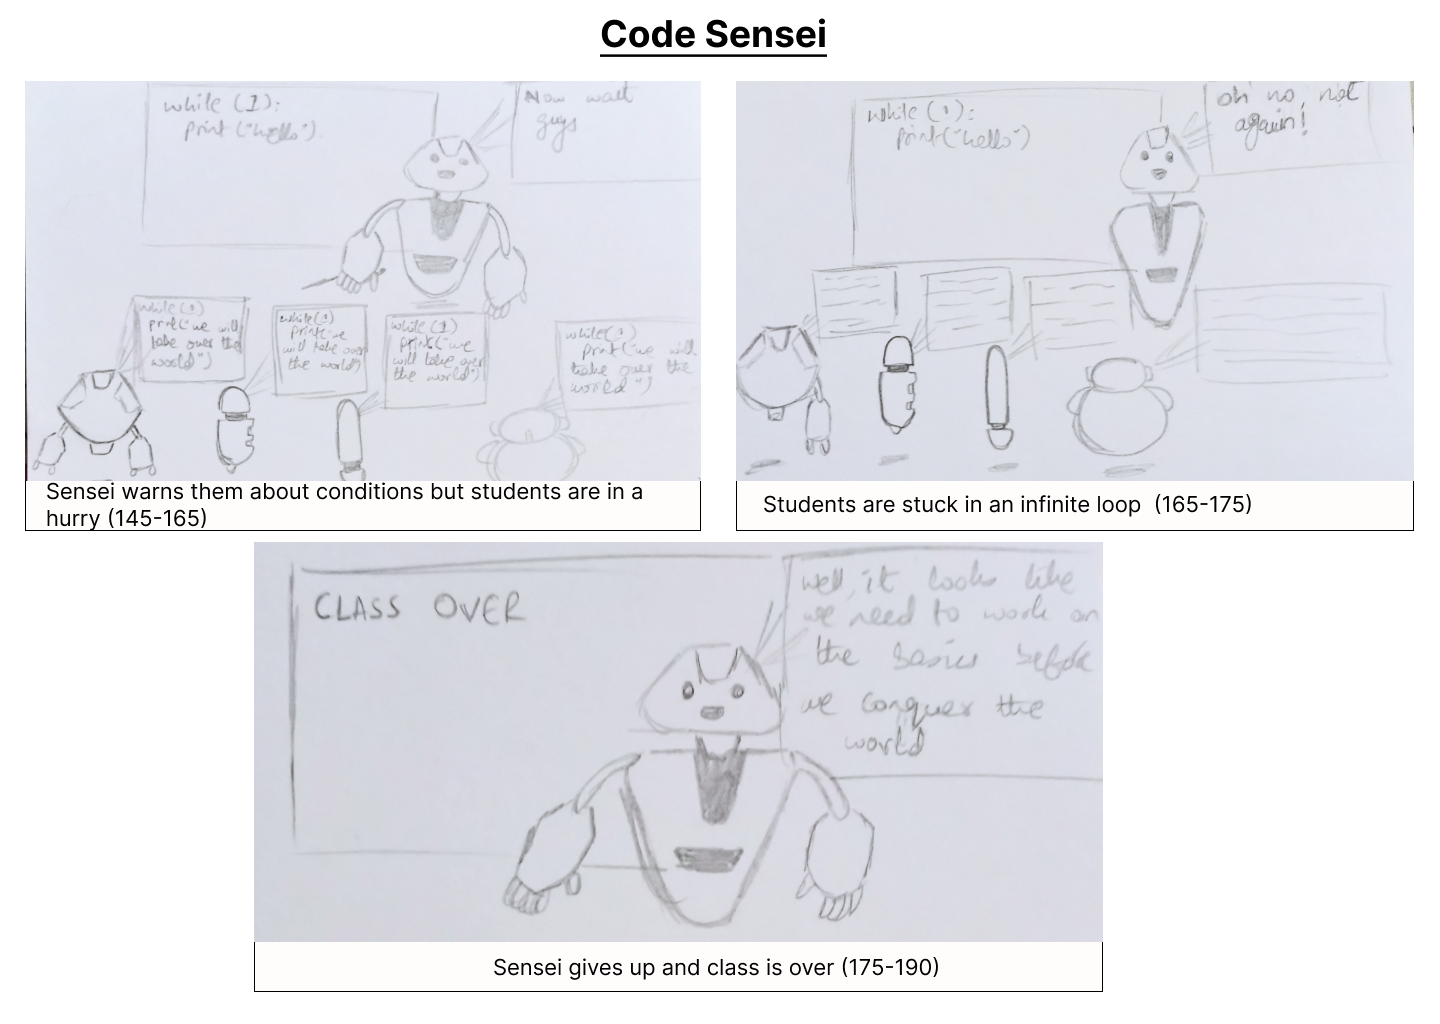 Code Sensei
while (1):
print ("hello").
Now wait
guys
while (1)
print("we will
take over the
world")
while(1)
print("we
will take over
the world")
while (1)
print("we
will take over
the world")
while(1)
print("we will
take over the
world")
Sensei warns them about conditions but students are in a
hurry (145-165)
while (1):
print("hello")
oh no, not
again!
Students are stuck in an infinite loop (165-175)
CLASS OVER
well, it looks like
we need to work on
the basics before
we conquer the
world
Sensei gives up and class is over (175-190)